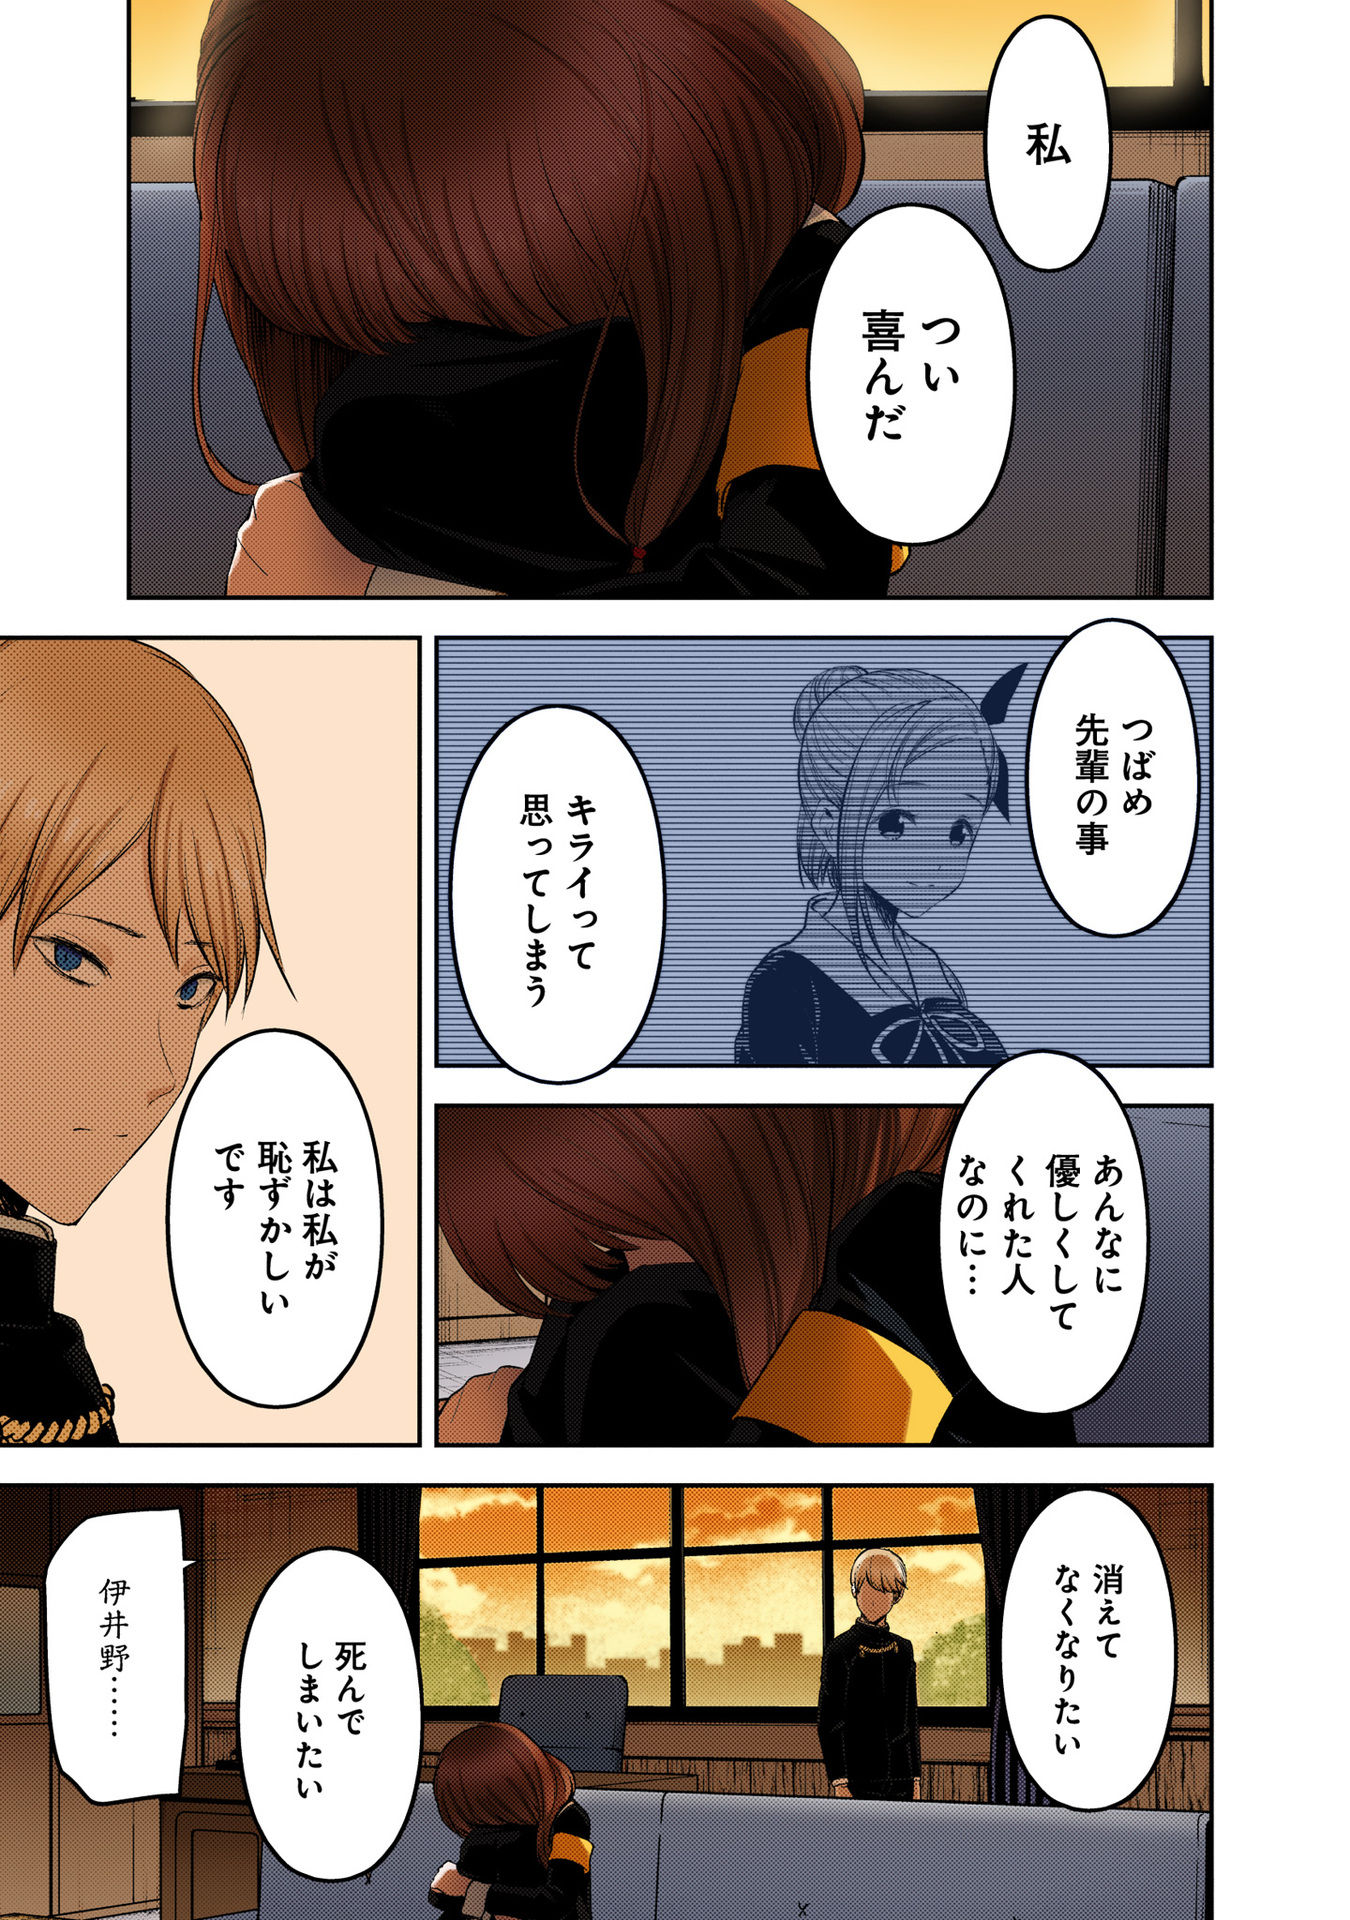 私
つい
喜んだ
つばめ
先輩の事
キライって
思ってしまう
あんなに
優しくして
くれた人
なのに…
私は私が
恥ずかしい
です
消えて
なくなりたい
死んで
しまいたい
伊井野……